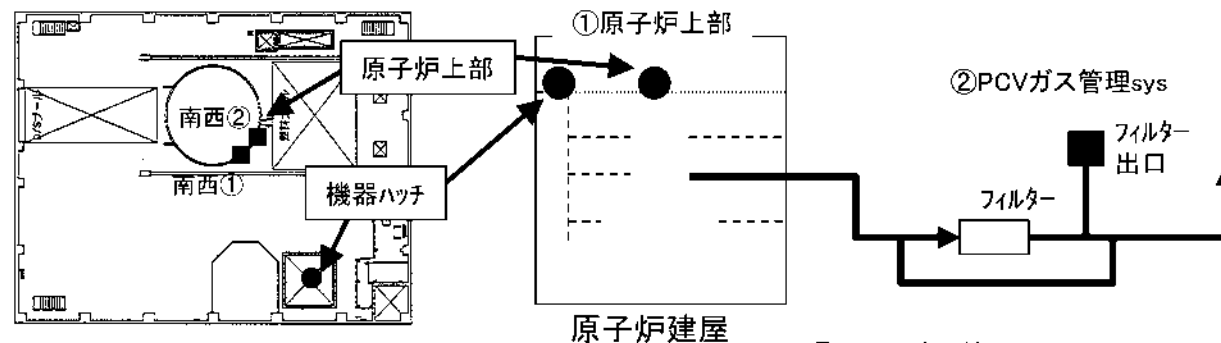 ①原子炉上部
原子炉上部
②PCVガス管理sys
南西②
フィルター
出口
南西①
機器ハッチ
フィルター
原子炉建屋